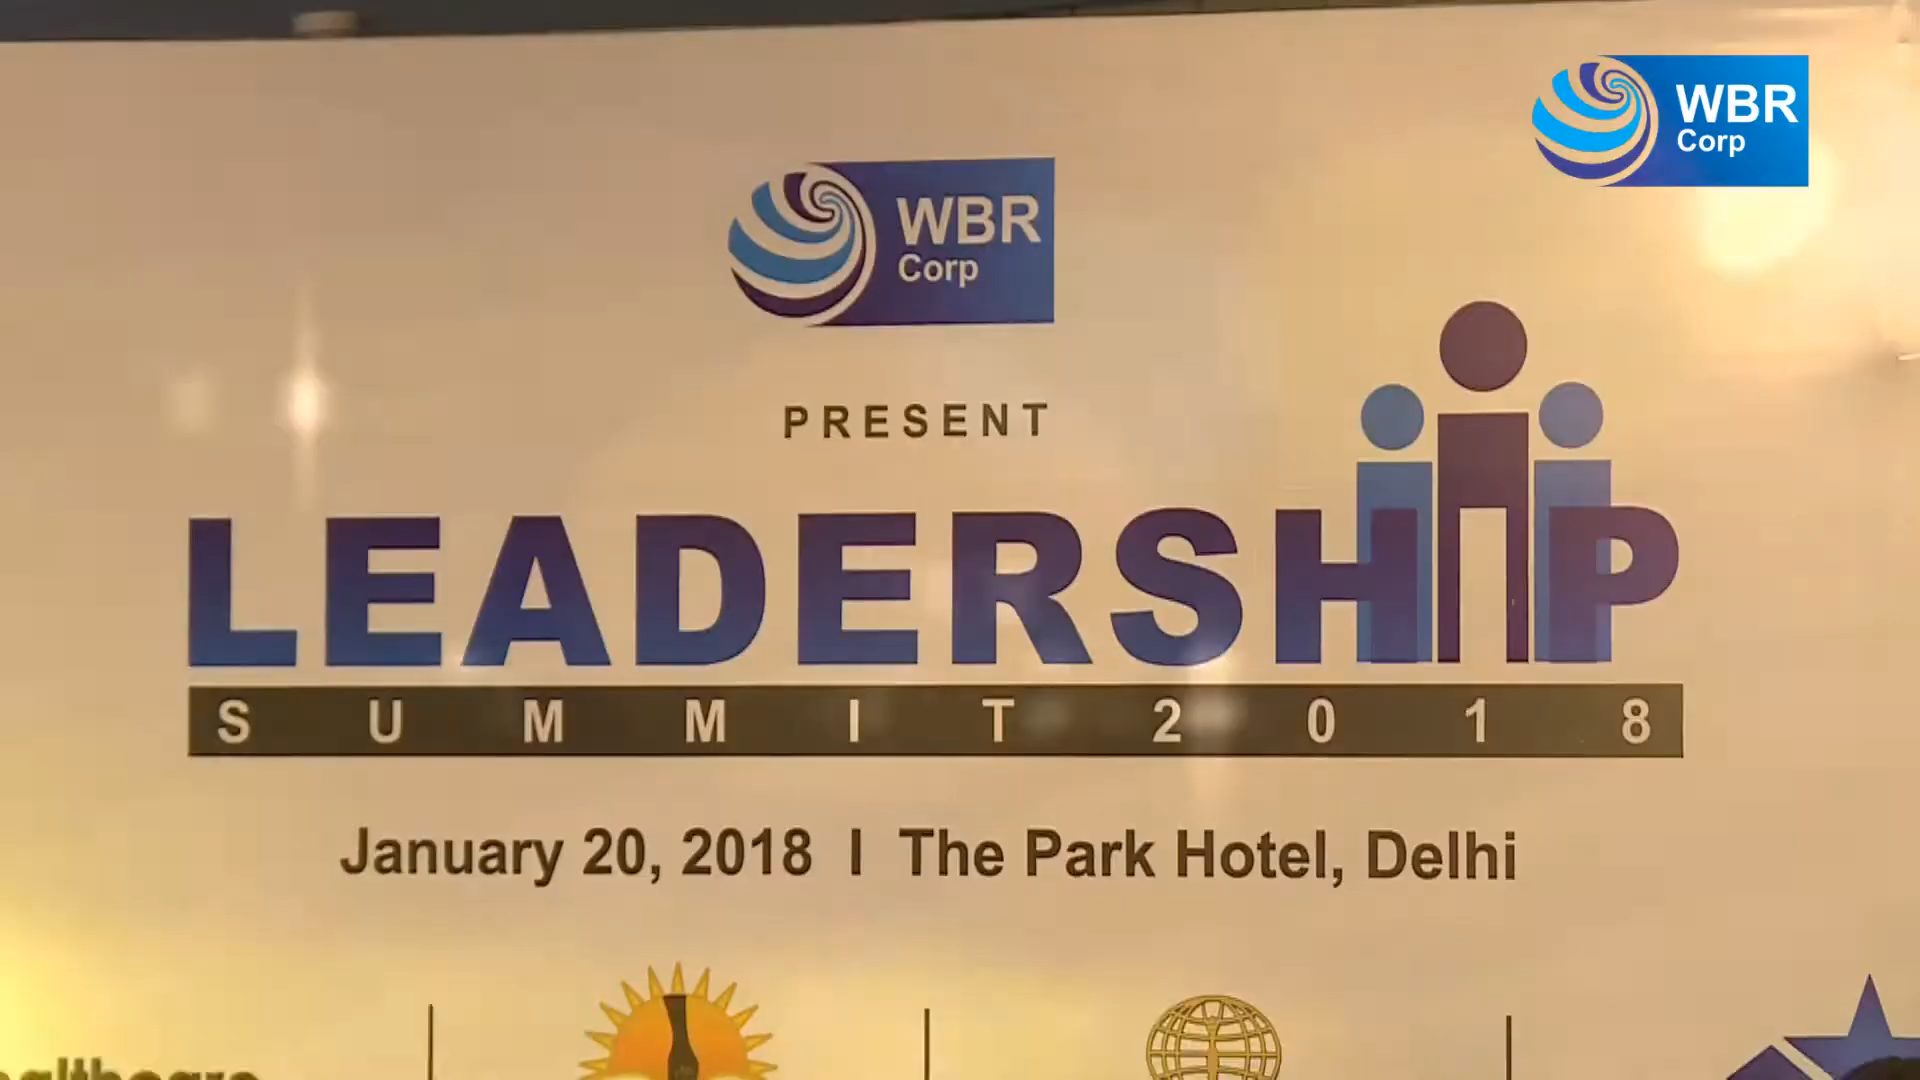 WBR
Corp
WBR
Corp
PRESENT
LEADERSHIP
SUMMIT 2018
January 20, 2018 | The Park Hotel, Delhi